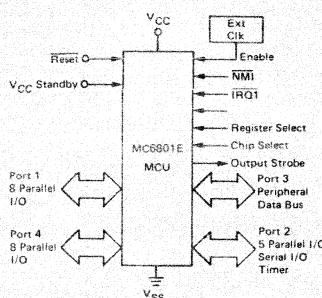 VCC
Ext
Clk
Reset
Enable
VCC Standby
NMI
IRQ1
Register Select
MC6801E
MCU
Chip Select
Output Strobe
Port 1
8 Parallel
I/O
Port 3
Peripheral
Data Bus
Port 4
8 Parallel
I/O
Port 2
5 Parallel I/O
Serial I/O
Timer
VSS